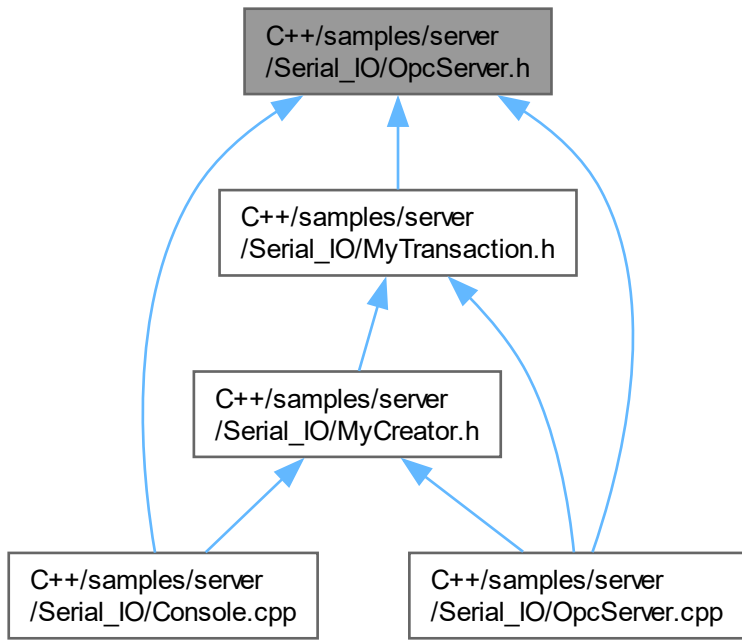 C++/samples/server
/Serial_IO/OpcServer.h
C++/samples/server
/Serial_IO/MyTransaction.h
C++/samples/server
/Serial_IO/MyCreator.h
C++/samples/server
/Serial_IO/Console.cpp
C++/samples/server
/Serial_IO/OpcServer.cpp